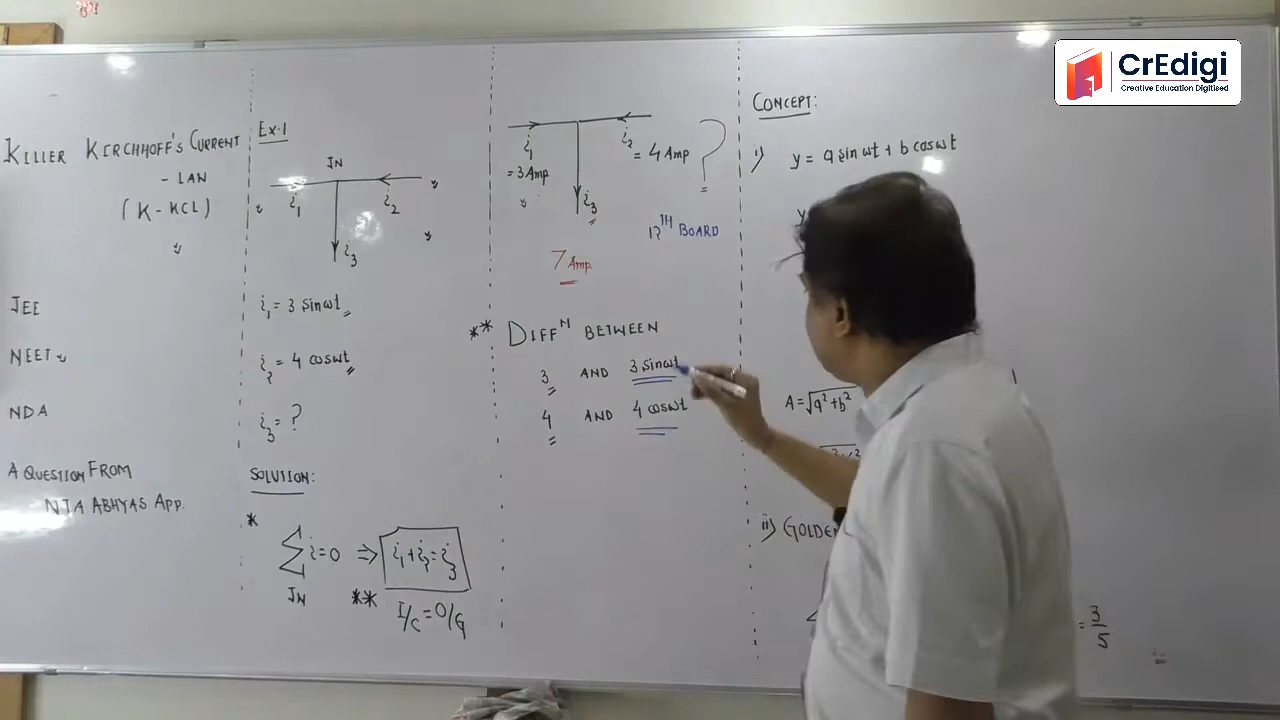 CrEdigi
Creative Education Digitised
KILLER KIRCHHOFF'S CURRENT
- LAW
(K-KCL)
JEE
NEET
NDA
A QUESTION FROM
NTA ABHYAS APP.
EX-1
JN
i₁
i₂
i₃
i₁ = 3 sinωt
i₂ = 4 cosωt
i₃ = ?
SOLUTION:
* ∑ i = 0 ⇒ i₁+i₂=i₃
JN ** I/C = O/G
i₁ = 3 Amp
i₂ = 4 Amp ?
i₃
12TH BOARD
7 Amp
** DIFFN BETWEEN
3 AND 3 sinωt
4 AND 4 cosωt
CONCEPT:
i) y = a sin ωt + b cosωt
y
A = √a²+b²
ii) GOLDEN
= 3/5